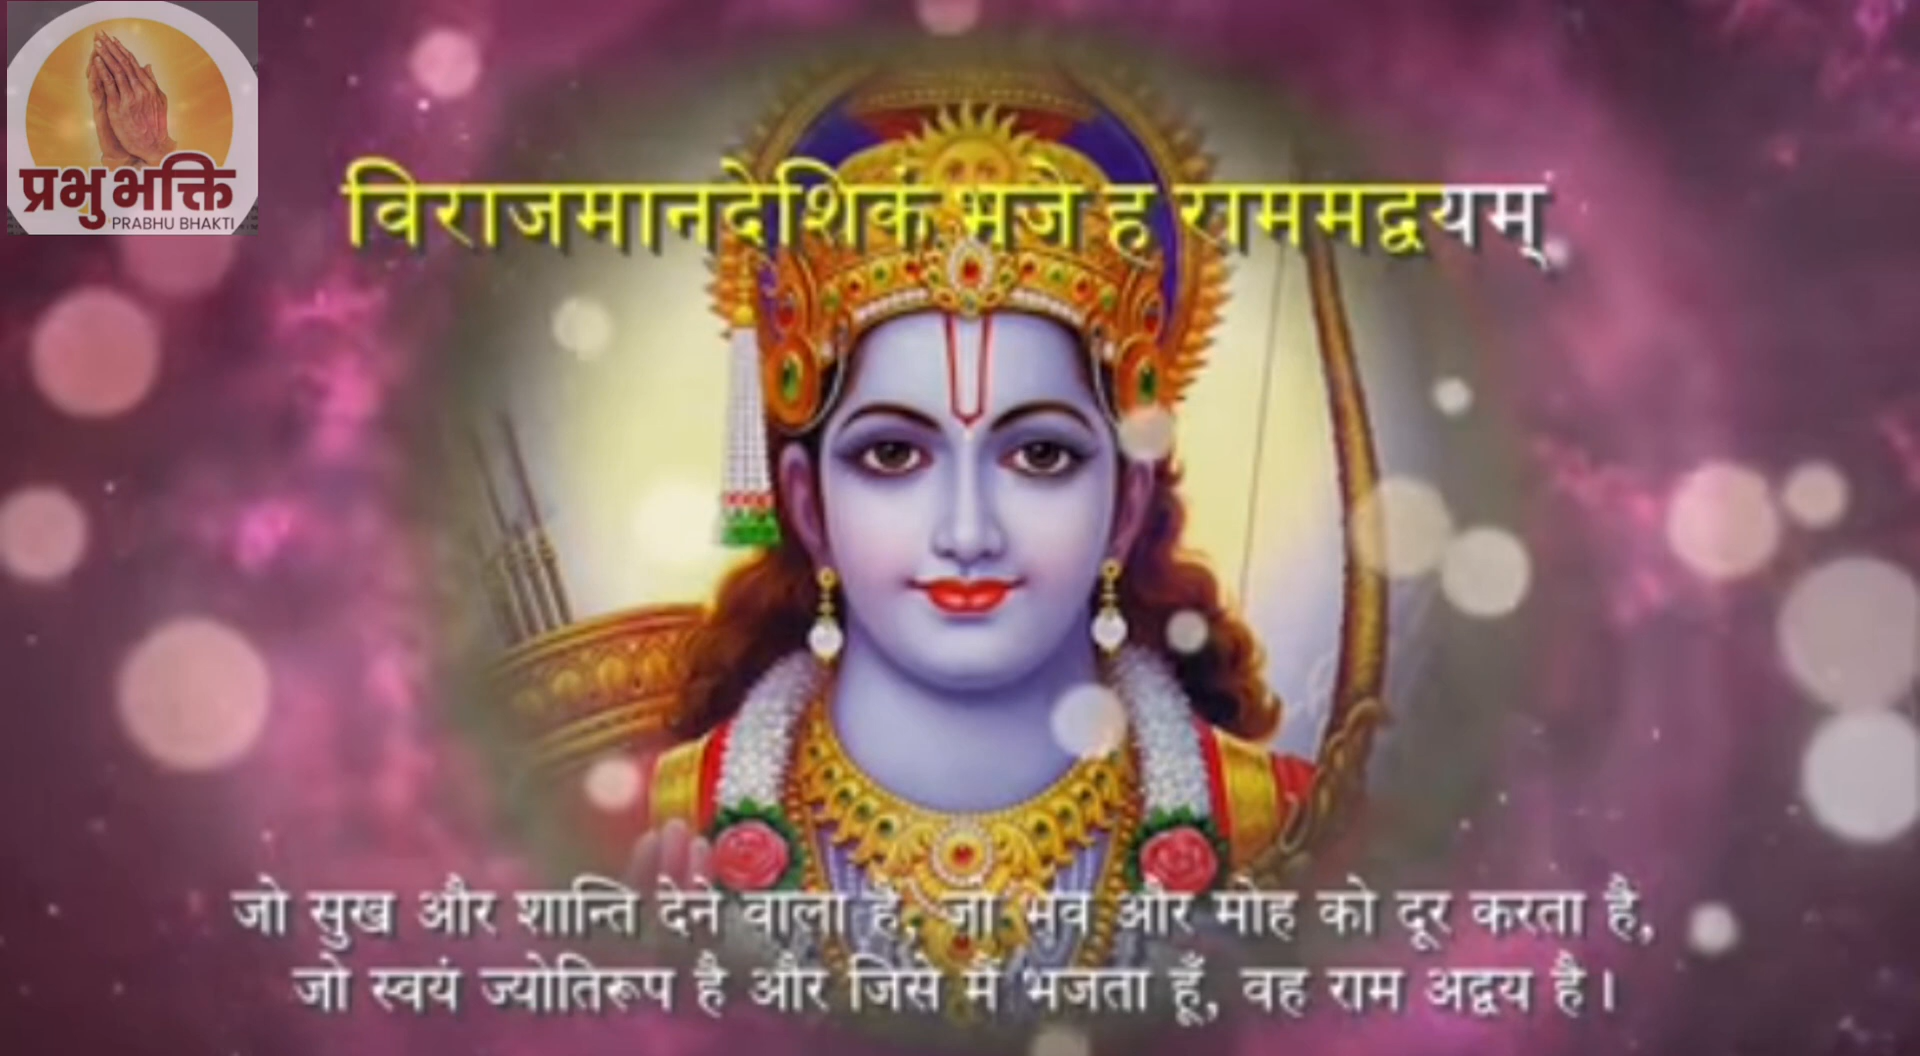 प्रभु भक्ति
PRABHU BHAKTI
विराजमानदेशिकं भजे ह राममद्वयम्
जो सुख और शान्ति देने वाला है, जो भव और मोह को दूर करता है,
जो स्वयं ज्योतिरूप है और जिसे मैं भजता हूँ, वह राम अद्वय है।